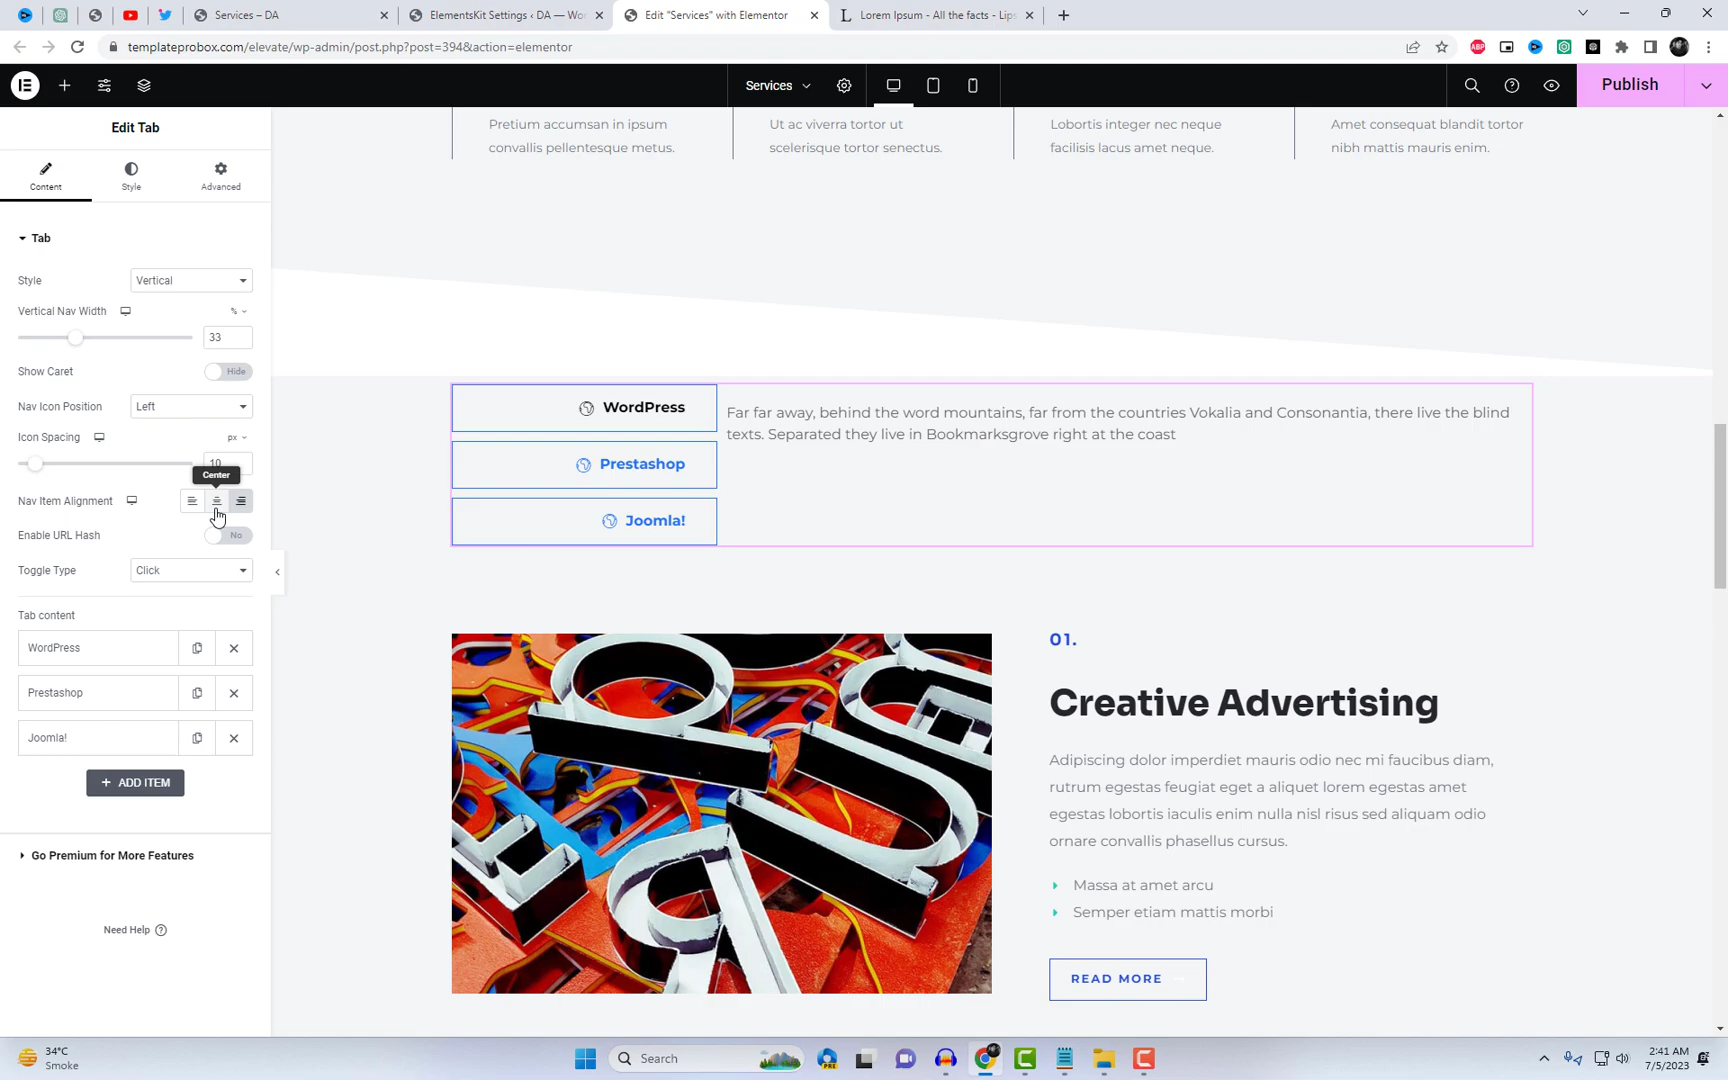 Services – DA
ElementsKit Settings ‹ DA — Wor
Edit "Services" with Elementor
Lorem Ipsum - All the facts - Lips
templateprobox.com/elevate/wp-admin/post.php?post=394&action=elementor
Services
Publish
Edit Tab
Content
Style
Advanced
Tab
Style
Vertical
Vertical Nav Width
%
33
Show Caret
Hide
Nav Icon Position
Left
Icon Spacing
px
10
Center
Nav Item Alignment
Enable URL Hash
No
Toggle Type
Click
Tab content
WordPress
Prestashop
Joomla!
+ ADD ITEM
Go Premium for More Features
Need Help
Pretium accumsan in ipsum
convallis pellentesque metus.
Ut ac viverra tortor ut
scelerisque tortor senectus.
Lobortis integer nec neque
facilisis lacus amet neque.
Amet consequat blandit tortor
nibh mattis mauris enim.
WordPress
Prestashop
Joomla!
Far far away, behind the word mountains, far from the countries Vokalia and Consonantia, there live the blind
texts. Separated they live in Bookmarksgrove right at the coast
01.
Creative Advertising
Adipiscing dolor imperdiet mauris odio nec mi faucibus diam,
rutrum egestas feugiat eget a aliquet lorem egestas amet
egestas lobortis iaculis enim nulla nisl risus sed aliquam odio
ornare convallis phasellus cursus.
Massa at amet arcu
Semper etiam mattis morbi
READ MORE
34°C
Smoke
Search
PRE
2:41 AM
7/5/2023